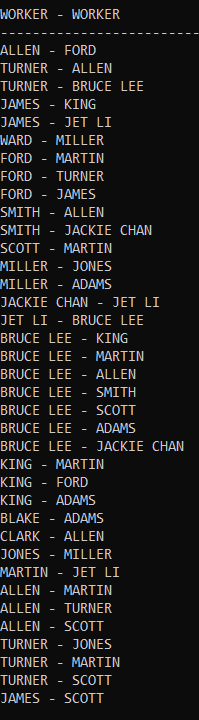 WORKER - WORKER
-------------------------
ALLEN - FORD
TURNER - ALLEN
TURNER - BRUCE LEE
JAMES - KING
JAMES - JET LI
WARD - MILLER
FORD - MARTIN
FORD - TURNER
FORD - JAMES
SMITH - ALLEN
SMITH - JACKIE CHAN
SCOTT - MARTIN
MILLER - JONES
MILLER - ADAMS
JACKIE CHAN - JET LI
JET LI - BRUCE LEE
BRUCE LEE - KING
BRUCE LEE - MARTIN
BRUCE LEE - ALLEN
BRUCE LEE - SMITH
BRUCE LEE - SCOTT
BRUCE LEE - ADAMS
BRUCE LEE - JACKIE CHAN
KING - MARTIN
KING - FORD
KING - ADAMS
BLAKE - ADAMS
CLARK - ALLEN
JONES - MILLER
MARTIN - JET LI
ALLEN - MARTIN
ALLEN - TURNER
ALLEN - SCOTT
TURNER - JONES
TURNER - MARTIN
TURNER - SCOTT
JAMES - SCOTT